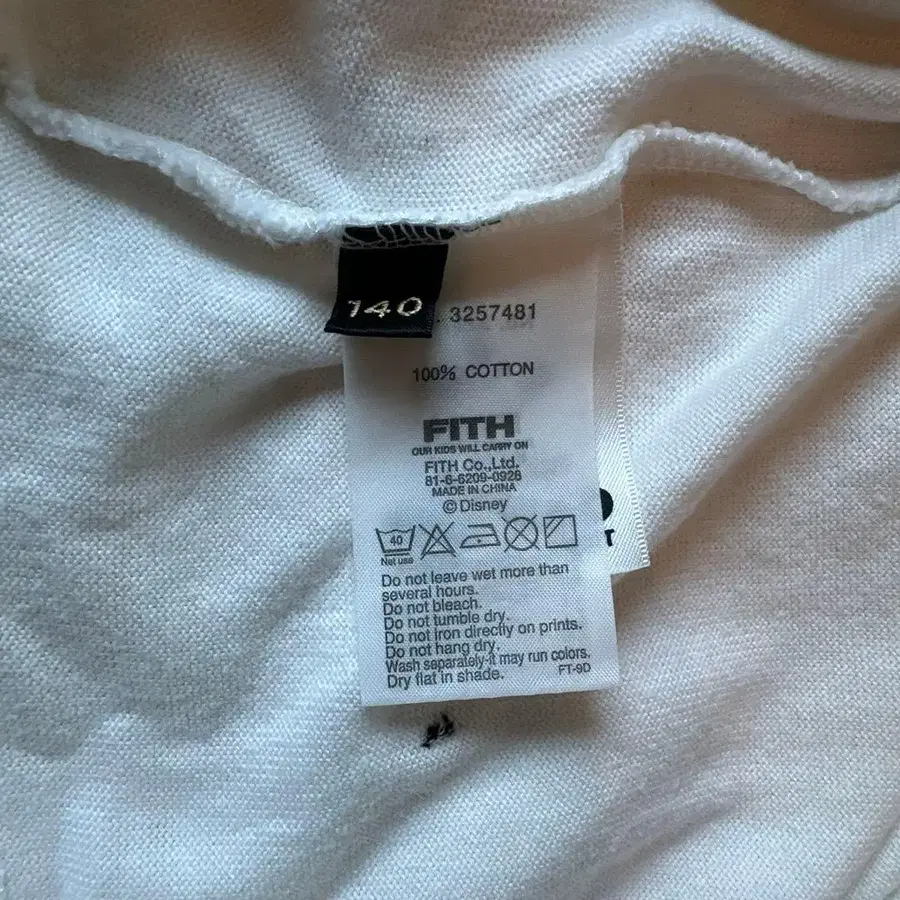 140
. 3257481
100% COTTON
FITH
OUR KIDS WILL CARRY ON
FITH Co.,Ltd.
81-6-6209-0926
MADE IN CHINA
© Disney
40
Net use
Do not leave wet more than
several hours.
Do not bleach.
Do not tumble dry.
Do not iron directly on prints.
Do not hang dry.
Wash separately-it may run colors.
Dry flat in shade.
FT-9D